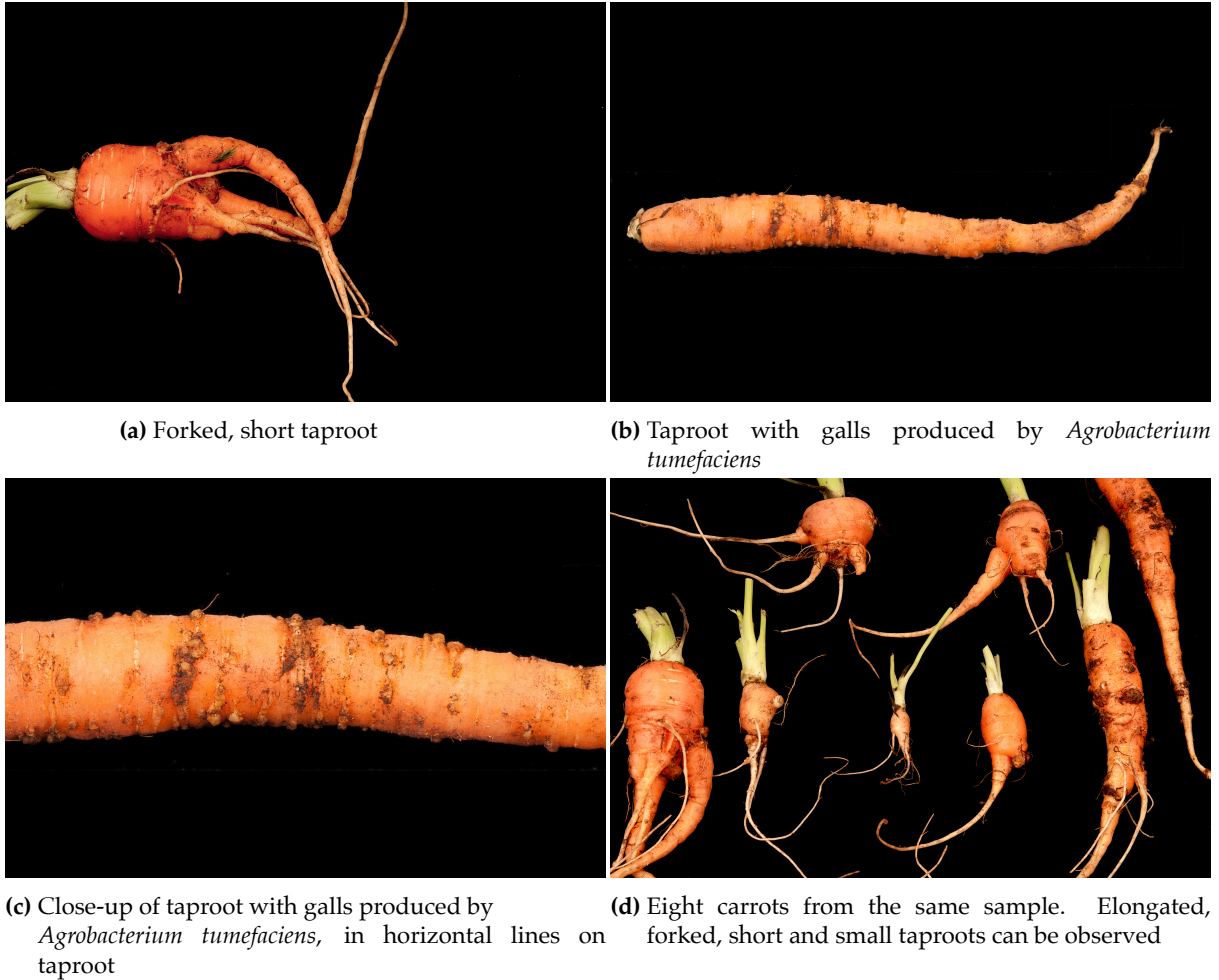 (a) Forked, short taproot
(b) Taproot with galls produced by Agrobacterium
tumefaciens
(c) Close-up of taproot with galls produced by
Agrobacterium tumefaciens, in horizontal lines on
taproot
(d) Eight carrots from the same sample. Elongated,
forked, short and small taproots can be observed